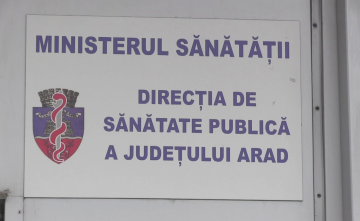 MINISTERUL SĂNĂTĂȚII
DIRECȚIA DE
SĂNĂTATE PUBLICĂ
A JUDEȚULUI ARAD